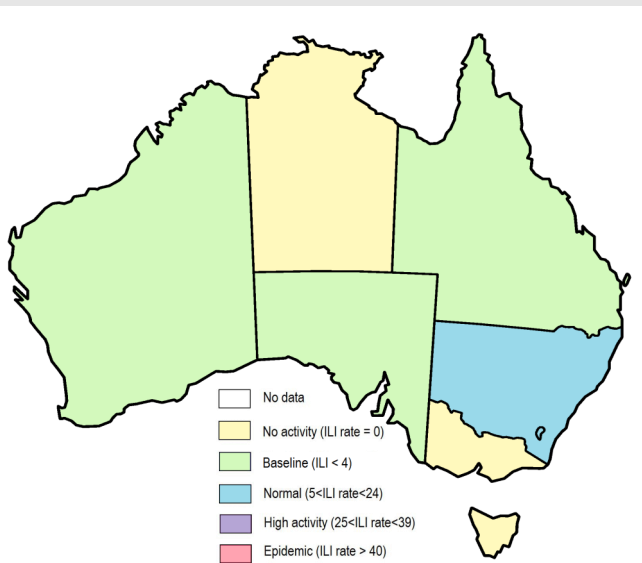 No data
No activity (ILI rate = 0)
Baseline (ILI < 4)
Normal (5<ILI rate<24)
High activity (25<ILI rate<39)
Epidemic (ILI rate > 40)